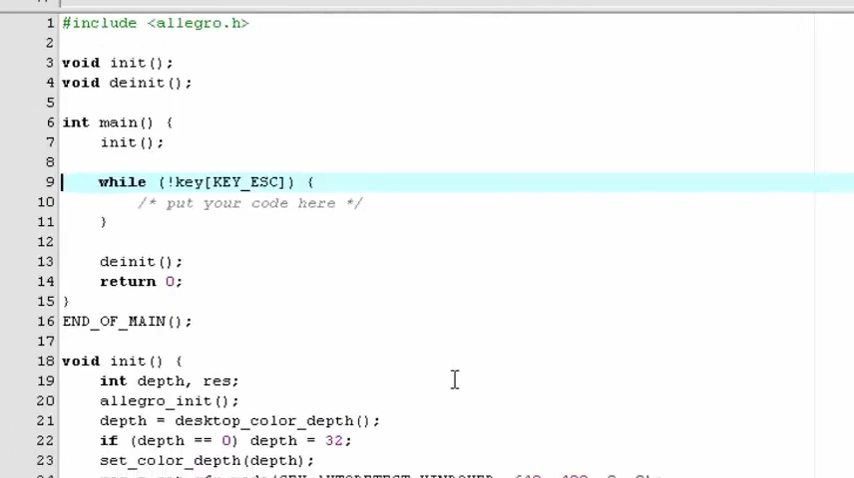 1 #include <allegro.h>
2
3 void init();
4 void deinit();
5
6 int main() {
7 init();
8
9 while (!key[KEY_ESC]) {
10 /* put your code here */
11 }
12
13 deinit();
14 return 0;
15 }
16 END_OF_MAIN();
17
18 void init() {
19 int depth, res;
20 allegro_init();
21 depth = desktop_color_depth();
22 if (depth == 0) depth = 32;
23 set_color_depth(depth);